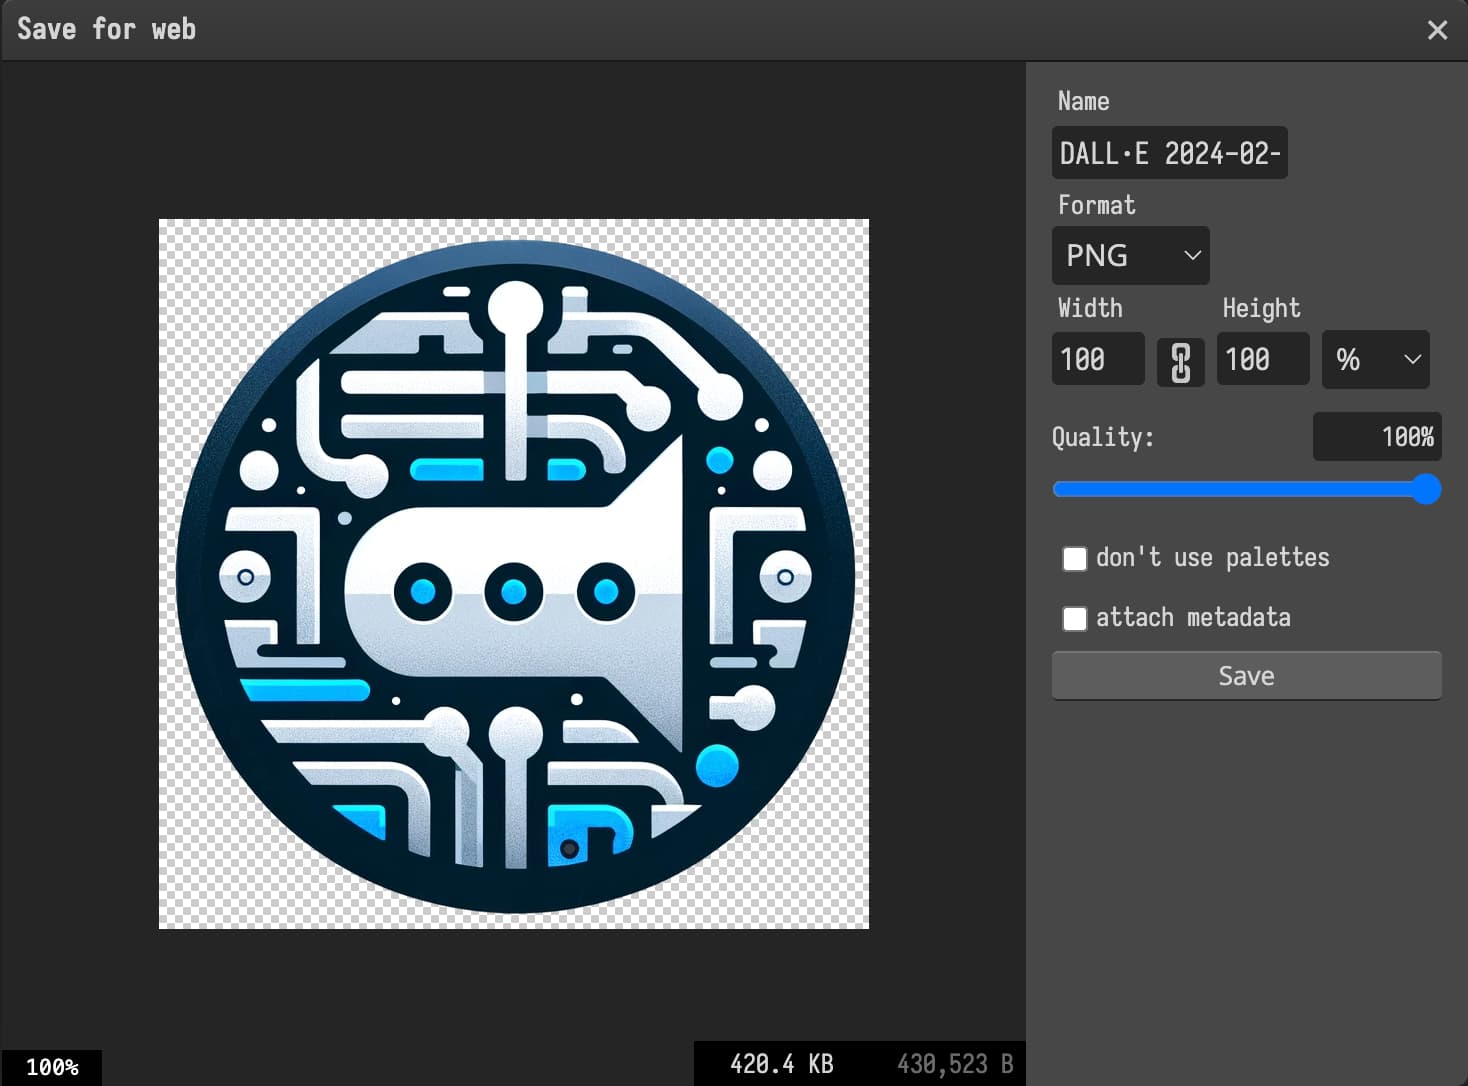 Save for web
Name
DALL·E 2024-02-
Format
PNG
Width Height
100 100 %
Quality: 100%
don't use palettes
attach metadata
Save
100% 420.4 KB 430,523 B